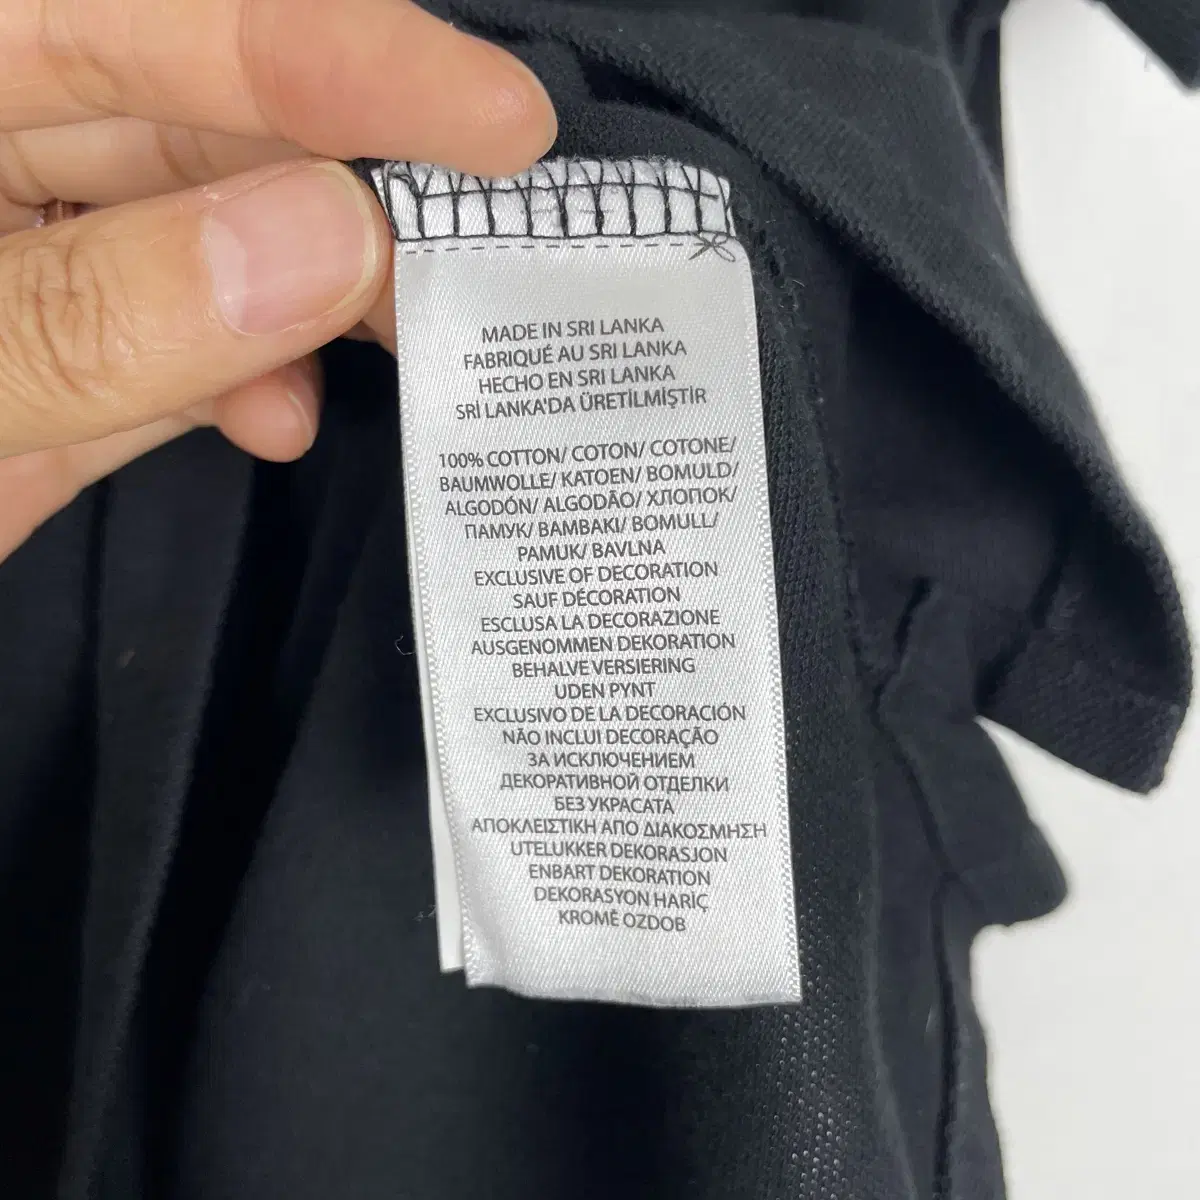 MADE IN SRI LANKA
FABRIQUÉ AU SRI LANKA
HECHO EN SRI LANKA
SRİ LANKA'DA ÜRETİLMİŞTİR
100% COTTON/ COTON/ COTONE/
BAUMWOLLE/ KATOEN/ BOMULD/
ALGODÓN/ ALGODÃO/ ХЛОПОК/
ПАМУК/ BAMBAKI/ BOMULL/
PAMUK/ BAVLNA
EXCLUSIVE OF DECORATION
SAUF DÉCORATION
ESCLUSA LA DECORAZIONE
AUSGENOMMEN DEKORATION
BEHALVE VERSIERING
UDEN PYNT
EXCLUSIVO DE LA DECORACIÓN
NÃO INCLUI DECORAÇÃO
ЗА ИСКЛЮЧЕНИЕМ
ДЕКОРАТИВНОЙ ОТДЕЛКИ
БЕЗ УКРАСАТА
ΑΠΟΚΛΕΙΣΤΙΚΗ ΑΠΟ ΔΙΑΚΟΣΜΗΣΗ
UTELUKKER DEKORASJON
ENBART DEKORATION
DEKORASYON HARİÇ
KROMĚ OZDOB